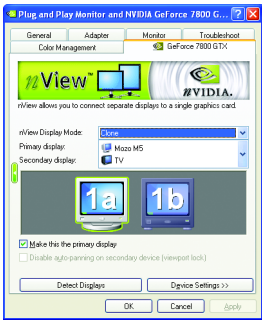 Plug and Play Monitor and NVIDIA GeForce 7800 G...
General Adapter Monitor Troubleshoot
Color Management GeForce 7800 GTX
nView™
nVIDIA.
nView allows you to connect separate displays to a single graphics card.
nView Display Mode: Clone
Primary display: Mozo M5
Secondary display: TV
1a 1b
Make this the primary display
Disable auto-panning on secondary device (viewport lock)
Detect Displays Device Settings >>
OK Cancel Apply